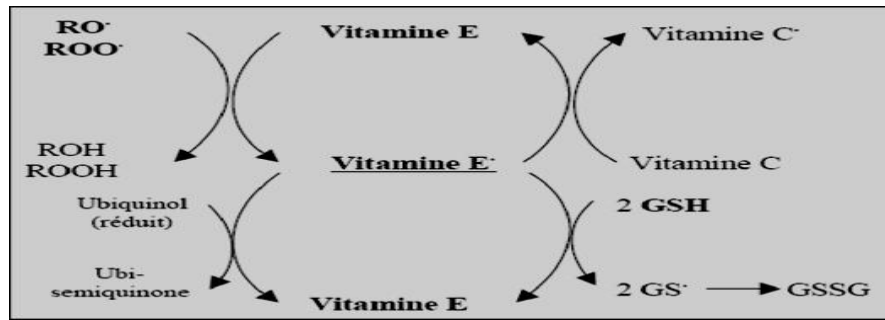 RO· Vitamine E Vitamine C·
ROO·
ROH Vitamine E· Vitamine C
ROOH
Ubiquinol 2 GSH
(réduit)
Ubi- 2 GS· GSSG
semiquinone Vitamine E